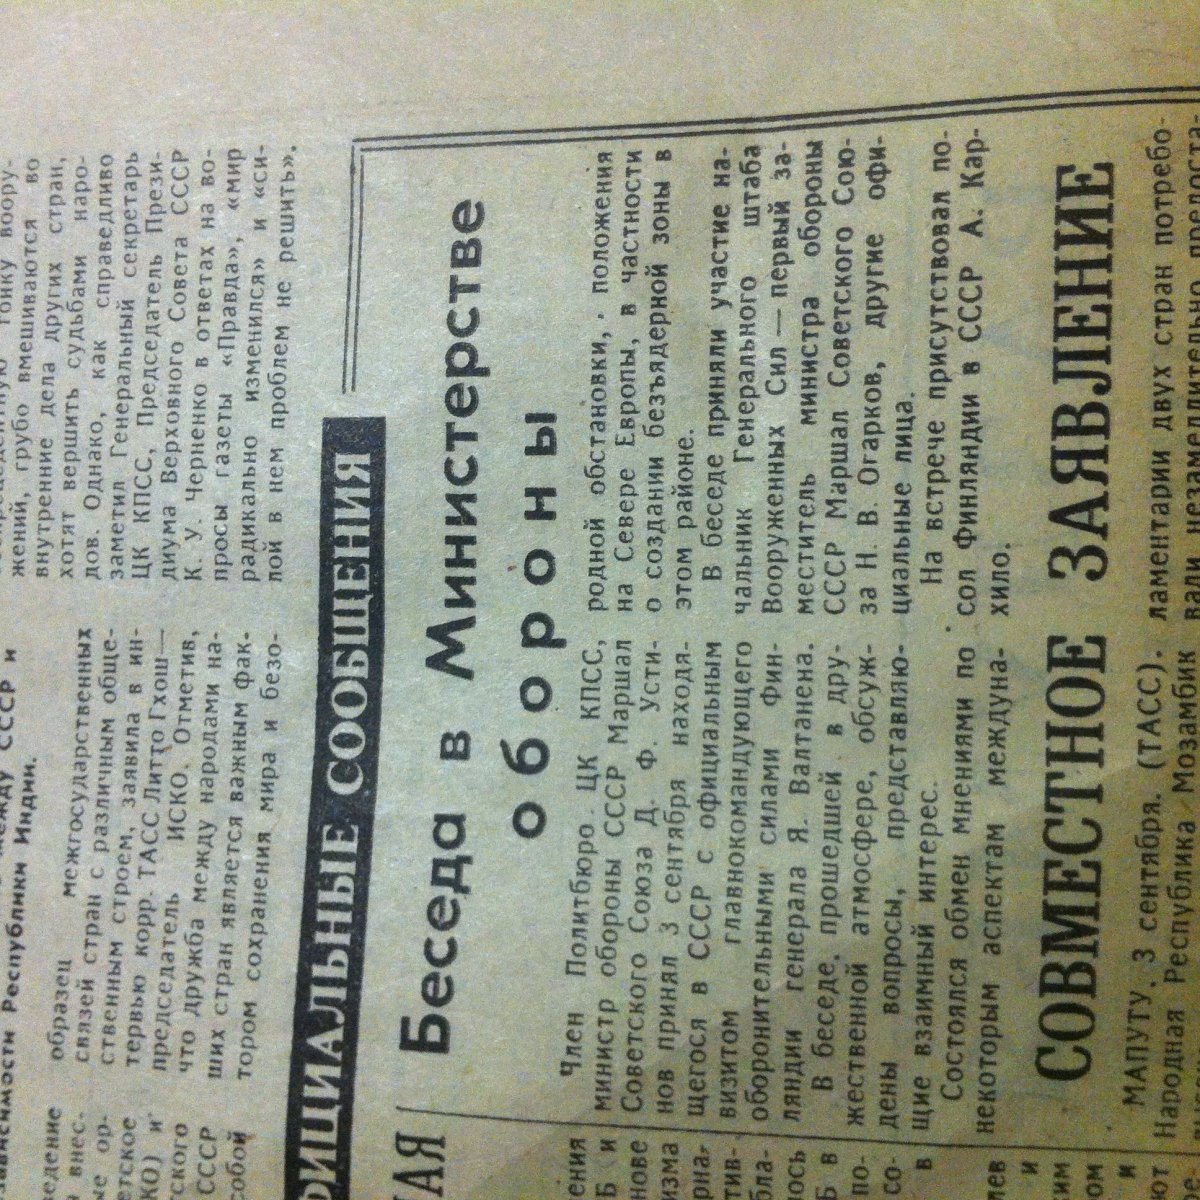 зависимости Республики Индии.
образец межгосударственных
связей стран с различным обще-
ственным строем, заявила в ин-
тервью корр. ТАСС Литто Гхош—
председатель ИСКО. Отметив,
что дружба между народами на-
ших стран является важным фак-
тором сохранения мира и безо-
гонку воору-
жений, грубо вмешиваются во
внутренние дела других стран,
хотят вершить судьбами наро-
дов. Однако, как справедливо
заметил Генеральный секретарь
ЦК КПСС, Председатель Прези-
диума Верховного Совета СССР
К. У. Черненко в ответах на во-
просы газеты «Правда», «мир
радикально изменился» и «си-
лой в нем проблем не решить».
ФИЦИАЛЬНЫЕ СООБЩЕНИЯ
Беседа в Министерстве
обороны
Член Политбюро ЦК КПСС,
министр обороны СССР Маршал
Советского Союза Д. Ф. Усти-
нов принял 3 сентября находя-
щегося в СССР с официальным
визитом главнокомандующего
оборонительными силами Фин-
ляндии генерала Я. Валтанена.
В беседе, прошедшей в дру-
жественной атмосфере, обсуж-
дены вопросы, представляю-
щие взаимный интерес.
Состоялся обмен мнениями по
некоторым аспектам междуна-
родной обстановки, положения
на Севере Европы, в частности
о создании безъядерной зоны в
этом районе.
В беседе приняли участие на-
чальник Генерального штаба
Вооруженных Сил — первый за-
меститель министра обороны
СССР Маршал Советского Сою-
за Н. В. Огарков, другие офи-
циальные лица.
На встрече присутствовал по-
сол Финляндии в СССР А. Кар-
хило.
СОВМЕСТНОЕ ЗАЯВЛЕНИЕ
МАПУТУ, 3 сентября. (ТАСС).
Народная Республика Мозамбик
ламентарии двух стран потребо-
вали незамедлительно